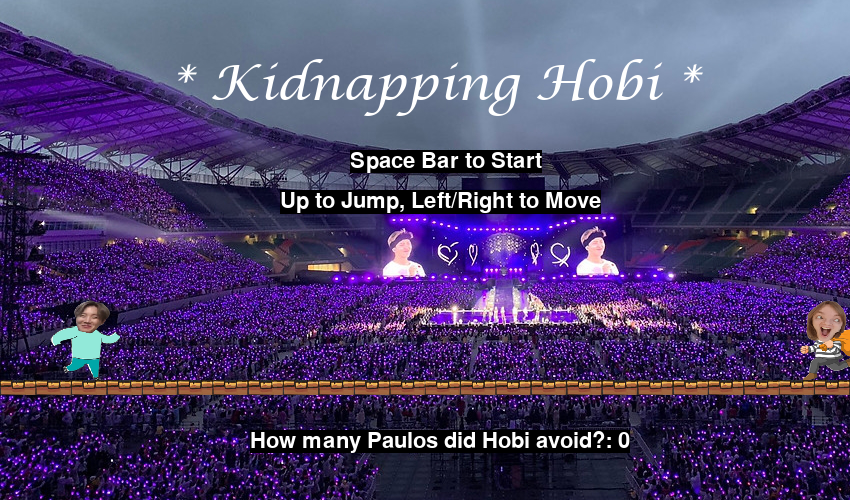 * Kidnapping Hobi *
Space Bar to Start
Up to Jump, Left/Right to Move
How many Paulos did Hobi avoid?: 0